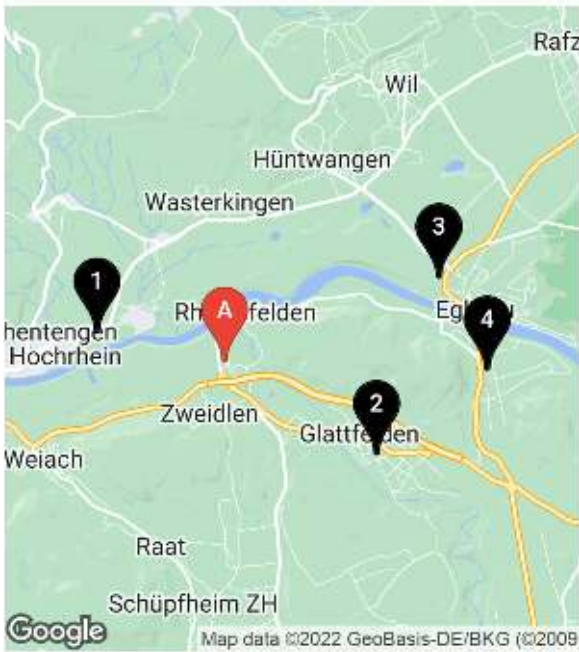 Rafz
Wil
Hüntwangen
Wasterkingen
3
1
Rh
felden
A
Egl
4
hentengen
Hochrhein
Zweidlen
2
Glattfelden
Weiach
Raat
Schüpfheim ZH
Google
Map data ©2022 GeoBasis-DE/BKG (©2009